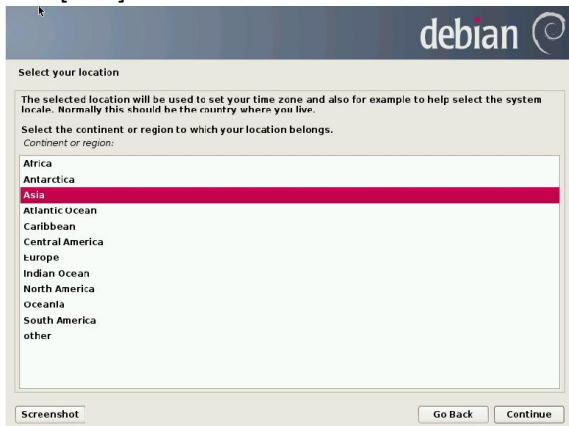 debian
Select your location
The selected location will be used to set your time zone and also for example to help select the system
locale. Normally this should be the country where you live.
Select the continent or region to which your location belongs.
Continent or region:
Africa
Antarctica
Asia
Atlantic Ocean
Caribbean
Central America
Europe
Indian Ocean
North America
Oceania
South America
other
Screenshot
Go Back
Continue